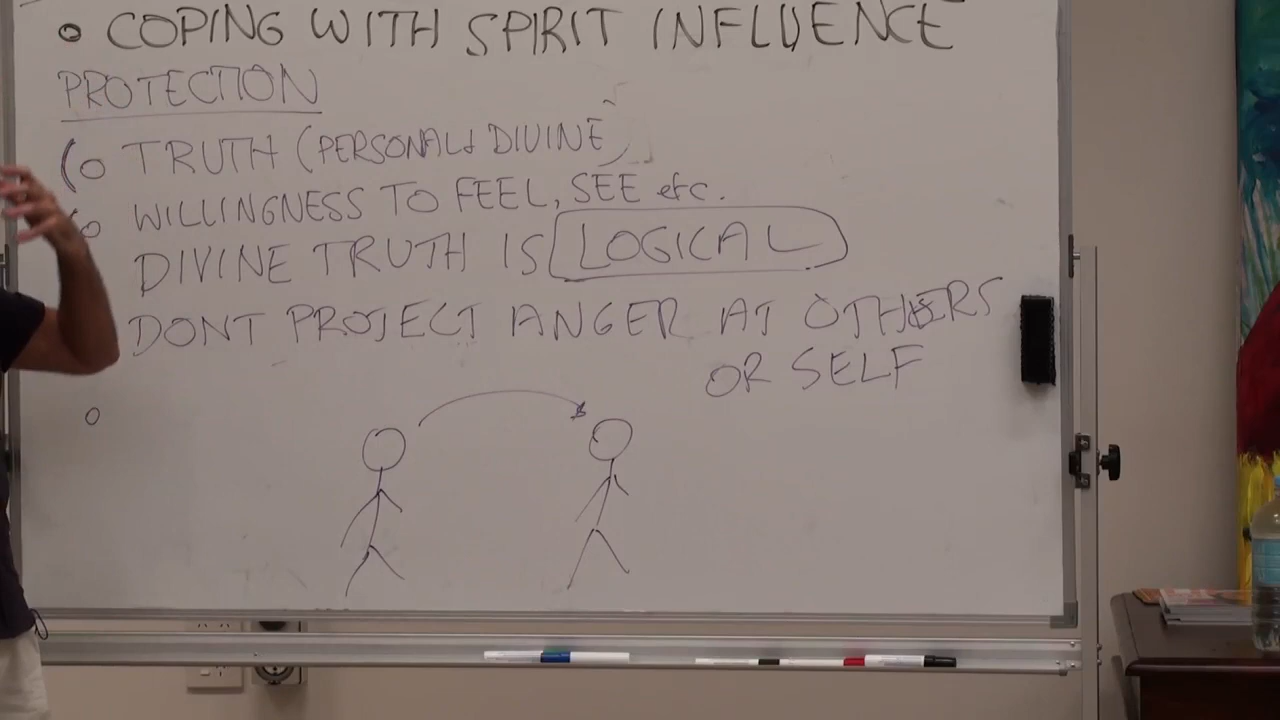 • COPING WITH SPIRIT INFLUENCE
PROTECTION
(o TRUTH (PERSONAL & DIVINE)
o WILLINGNESS TO FEEL, SEE etc.
DIVINE TRUTH IS LOGICAL
DONT PROJECT ANGER AT OTHERS
OR SELF
o